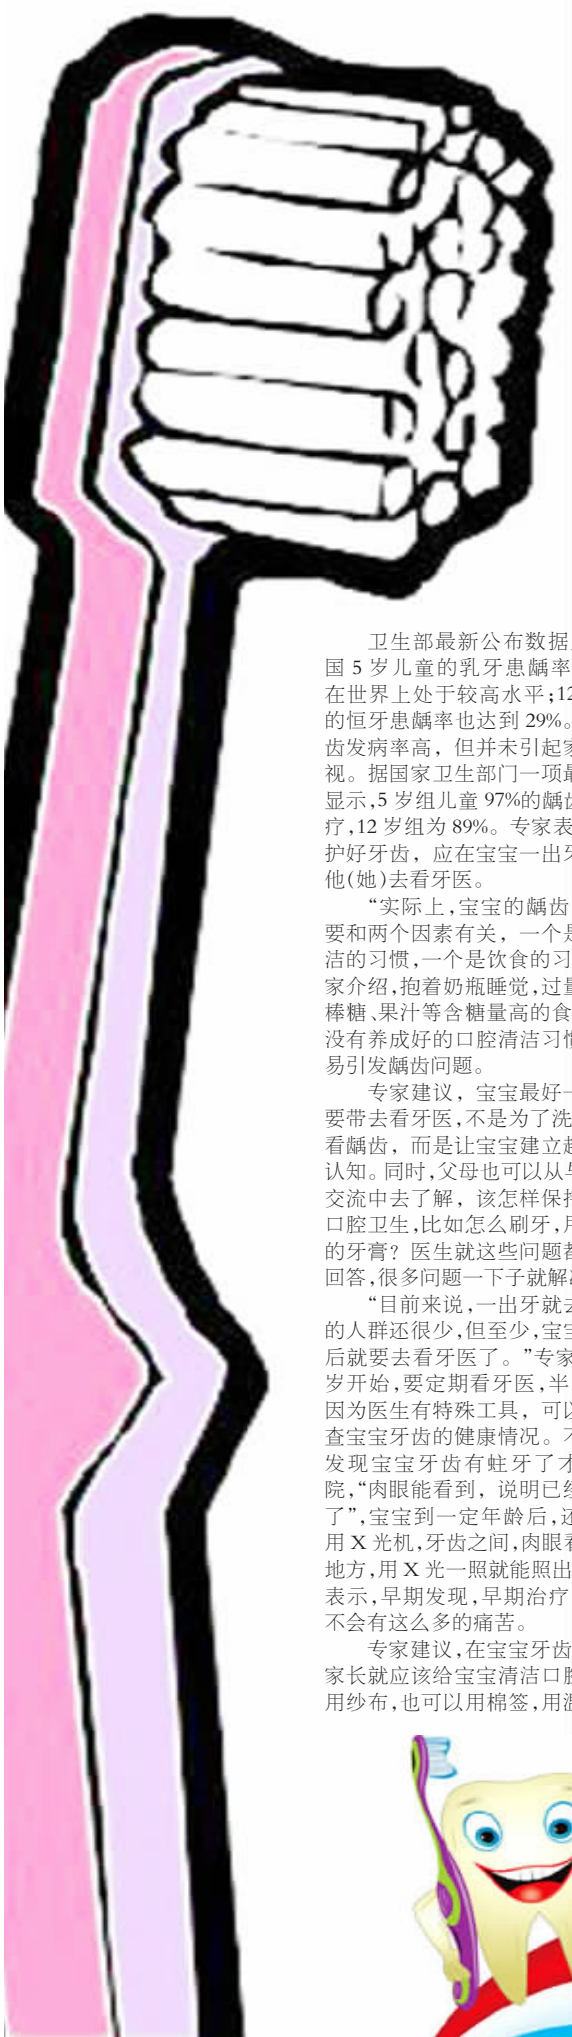 卫生部最新公布数据
国5岁儿童的乳牙患龋率
在世界上处于较高水平；12
的恒牙患龋率也达到29%。
齿发病率高，但并未引起家
视。据国家卫生部门一项最
显示，5岁组儿童97%的龋齿
疗，12岁组为89%。专家表
护好牙齿，应在宝宝一出牙
他(她)去看牙医。
“实际上，宝宝的龋齿
要和两个因素有关，一个是
洁的习惯，一个是饮食的习
家介绍，抱着奶瓶睡觉，过量
棒糖、果汁等含糖量高的食
没有养成好的口腔清洁习惯
易引发龋齿问题。
专家建议，宝宝最好一
要带去看牙医，不是为了洗
看龋齿，而是让宝宝建立起
认知。同时，父母也可以从与
交流中去了解，该怎样保持
口腔卫生，比如怎么刷牙，用
的牙膏？医生就这些问题都
回答，很多问题一下子就解决
“目前来说，一出牙就去
的人群还很少，但至少，宝宝
后就要去看牙医了。”专家
岁开始，要定期看牙医，半
因为医生有特殊工具，可以
查宝宝牙齿的健康情况。不
发现宝宝牙齿有蛀牙了才
院，“肉眼能看到，说明已经
了”，宝宝到一定年龄后，还
用X光机，牙齿之间，肉眼看
地方，用X光一照就能照出
表示，早期发现，早期治疗
不会有这么多的痛苦。
专家建议，在宝宝牙齿
家长就应该给宝宝清洁口腔
用纱布，也可以用棉签，用温